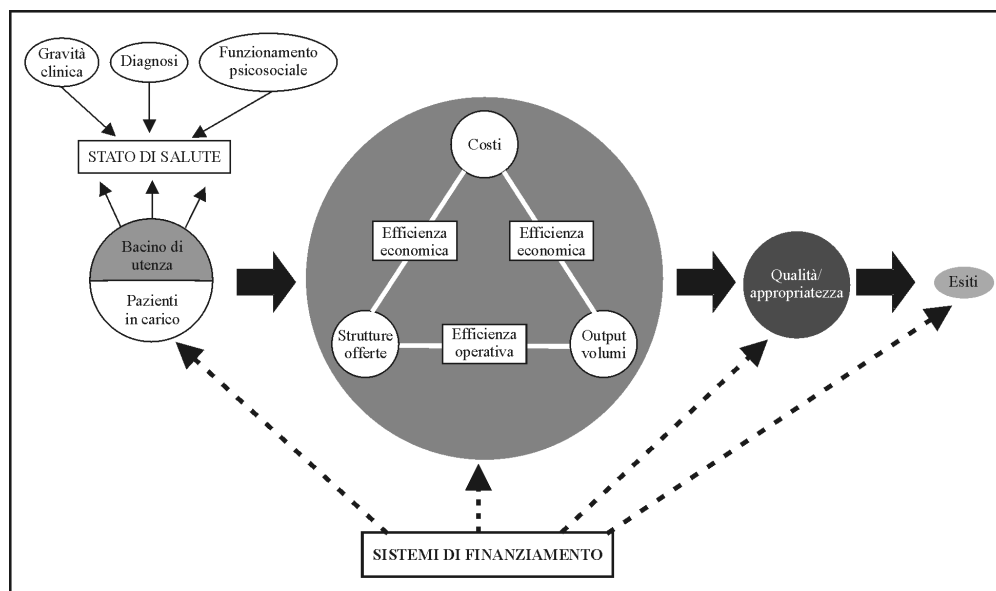 Gravità
clinica
Diagnosi
Funzionamento
psicosociale
STATO DI SALUTE
Bacino di
utenza
Pazienti
in carico
Costi
Efficienza
economica
Efficienza
economica
Strutture
offerte
Efficienza
operativa
Output
volumi
Qualità/
appropriatezza
Esiti
SISTEMI DI FINANZIAMENTO